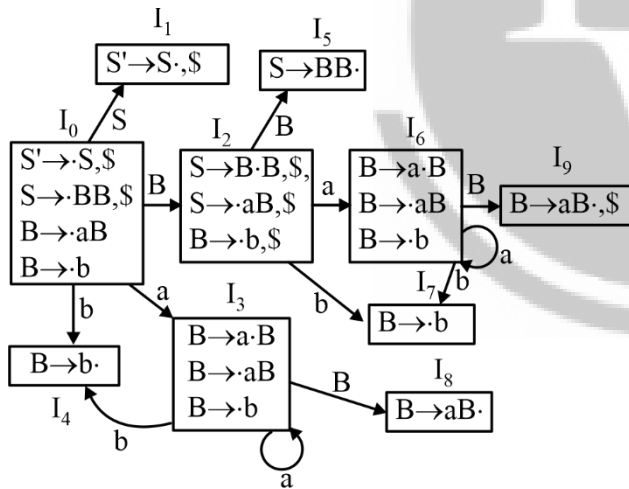 I1
S'→S·,$
I5
S→BB·
S
B
I0
S'→·S,$
S→·BB,$
B→·aB
B→·b
B
I2
S→B·B,$,
S→·aB,$
B→·b,$
a
I6
B→a·B
B→·aB
B→·b
B
I9
B→aB·,$
a
b
I7
B→·b
b
b
a
I3
B→a·B
B→·aB
B→·b
B→b·
I4
b
B
I8
B→aB·
a